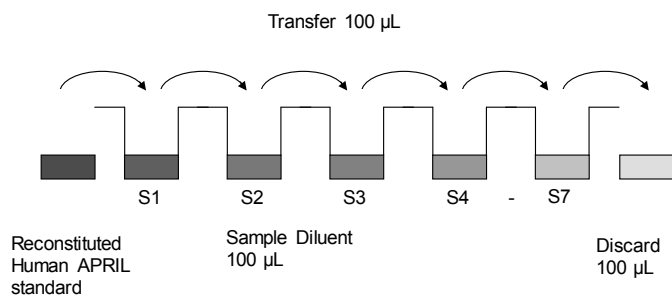 Transfer 100 µL
S1 S2 S3 S4 - S7
Reconstituted
Human APRIL
standard
Sample Diluent
100 µL
Discard
100 µL